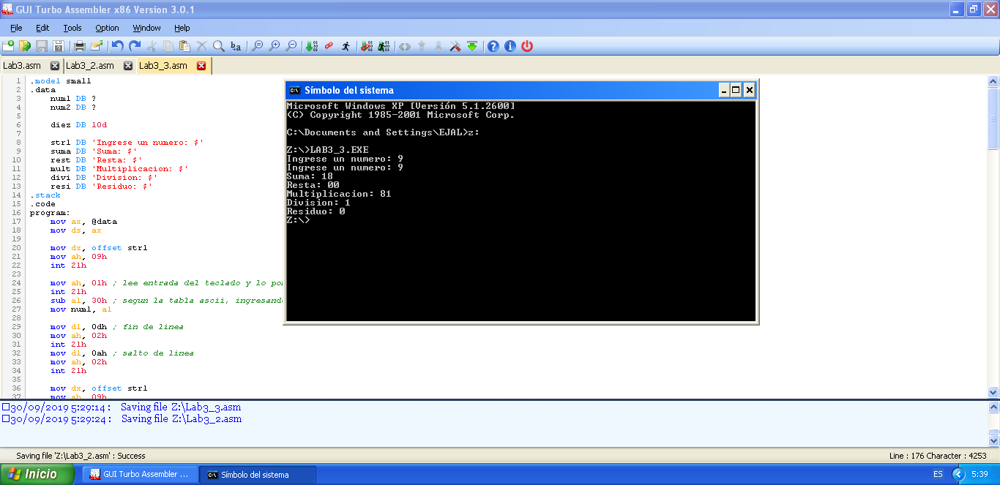 GUI Turbo Assembler x86 Version 3.0.1
File Edit Tools Option Window Help
Lab3.asm Lab3_2.asm Lab3_3.asm
1 .model small
2 .data
3 num1 DB ?
4 num2 DB ?
5
6 diez DB 10d
7
8 str1 DB 'Ingrese un numero: $'
9 suma DB 'Suma: $'
10 rest DB 'Resta: $'
11 mult DB 'Multiplicacion: $'
12 divi DB 'Division: $'
13 resi DB 'Residuo: $'
14 .stack
15 .code
16 program:
17 mov ax, @data
18 mov ds, ax
19
20 mov dx, offset str1
21 mov ah, 09h
22 int 21h
23
24 mov ah, 01h ; lee entrada del teclado y lo po
25 int 21h
26 sub al, 30h ; segun la tabla ascii, ingresand
27 mov num1, al
28
29 mov dl, 0dh ; fin de linea
30 mov ah, 02h
31 int 21h
32 mov dl, 0ah ; salto de linea
33 mov ah, 02h
34 int 21h
35
36 mov dx, offset str1
37 mov ah, 09h
Símbolo del sistema
Microsoft Windows XP [Versión 5.1.2600]
(C) Copyright 1985-2001 Microsoft Corp.
C:\Documents and Settings\EJAL>z:
Z:\>LAB3_3.EXE
Ingrese un numero: 9
Ingrese un numero: 9
Suma: 18
Resta: 00
Multiplicacion: 81
Division: 1
Residuo: 0
Z:\>
30/09/2019 5:29:14 : Saving file Z:\Lab3_3.asm
30/09/2019 5:29:24 : Saving file Z:\Lab3_2.asm
Saving file 'Z:\Lab3_2.asm' : Success Line : 176 Character : 4253
Inicio GUI Turbo Assembler ... Símbolo del sistema ES 5:39